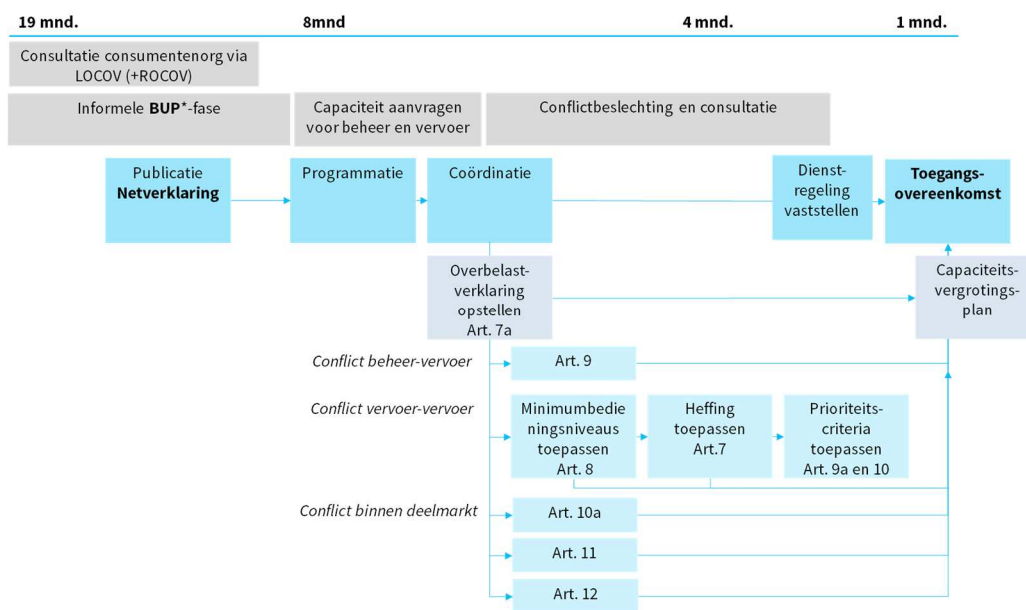 19 mnd.
8mnd
4 mnd.
1 mnd.
Consultatie consumentenorg via
LOCOV (+ROCOV)
Informele BUP*-fase
Capaciteit aanvragen
voor beheer en vervoer
Conflictbeslechting en consultatie
Publicatie
Netverklaring
Programmatie
Coördinatie
Dienst-
regeling
vaststellen
Toegangs-
overeenkomst
Overbelast-
verklaring
opstellen
Art. 7a
Capaciteits-
vergrotings-
plan
Conflict beheer-vervoer
Art. 9
Conflict vervoer-vervoer
Minimumbedie
ningsniveaus
toepassen
Art. 8
Heffing
toepassen
Art.7
Prioriteits-
criteria
toepassen
Art. 9a en 10
Conflict binnen deelmarkt
Art. 10a
Art. 11
Art. 12